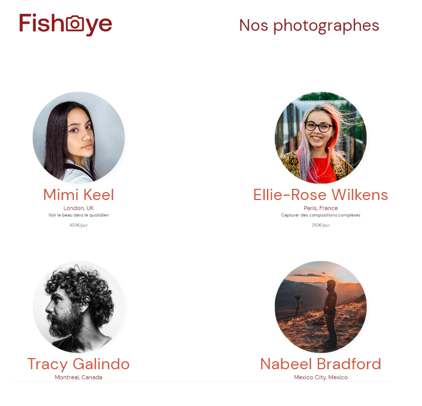 FishEye
Nos photographes
Mimi Keel
London, UK
Voir le beau dans le quotidien
400€/jour
Ellie-Rose Wilkens
Paris, France
Capturer des compositions complexes
250€/jour
Tracy Galindo
Montreal, Canada
Nabeel Bradford
Mexico City, Mexico